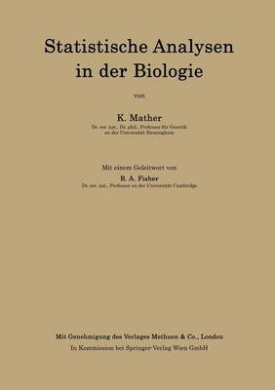 Statistische Analysen
in der Biologie
von
K. Mather
Dr. rer. nat., Dr. phil., Professor für Genetik
an der Universität Birmingham
Mit einem Geleitwort von
R. A. Fisher
Dr. rer. nat., Professor an der Universität Cambridge
Mit Genehmigung des Verlages Methuen & Co., London
In Kommission bei Springer-Verlag Wien GmbH